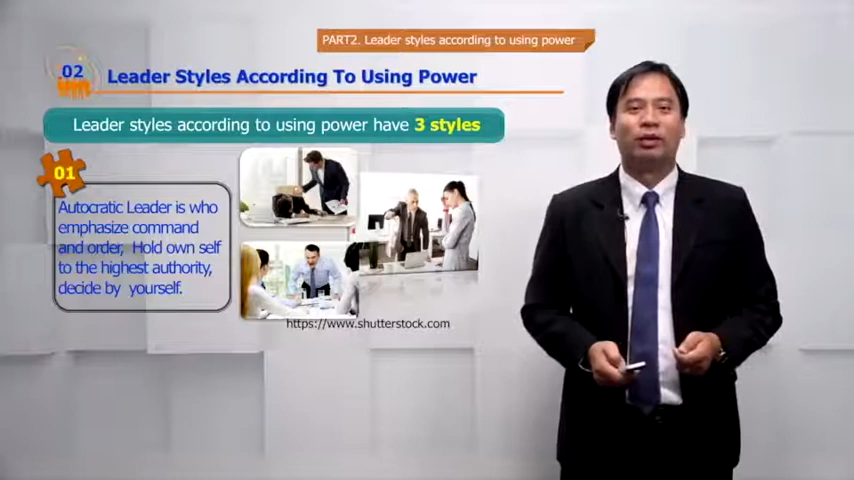 PART2. Leader styles according to using power
02
Leader Styles According To Using Power
Leader styles according to using power have 3 styles
01
Autocratic Leader is who
emphasize command
and order, Hold own self
to the highest authority,
decide by yourself.
https://www.shutterstock.com